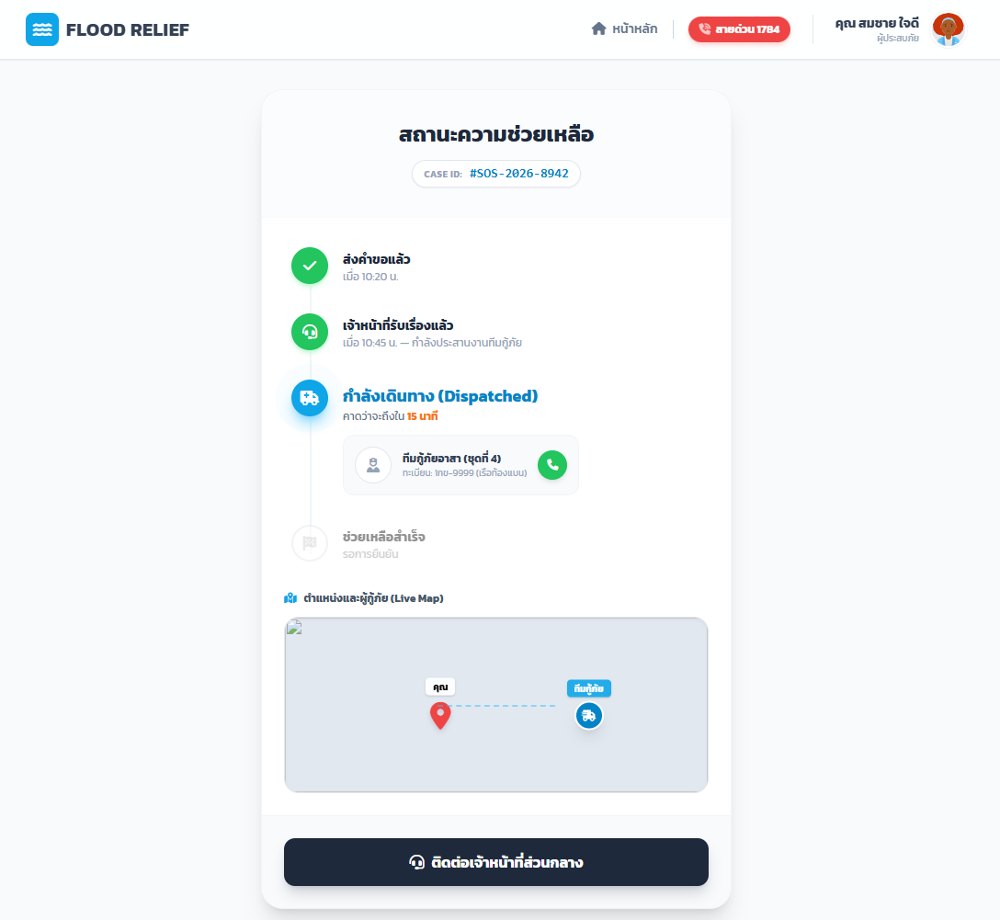 FLOOD RELIEF
หน้าหลัก
สายด่วน 1784
คุณ สมชาย ใจดี
ผู้ประสบภัย
สถานะความช่วยเหลือ
CASE ID: #SOS-2026-8942
ส่งคำขอแล้ว
เมื่อ 10:20 น.
เจ้าหน้าที่รับเรื่องแล้ว
เมื่อ 10:45 น. — กำลังประสานงานทีมกู้ภัย
กำลังเดินทาง (Dispatched)
คาดว่าจะถึงใน 15 นาที
ทีมกู้ภัยอาสา (ชุดที่ 4)
ทะเบียน: 1กข-9999 (เรือท้องแบน)
ช่วยเหลือสำเร็จ
รอการยืนยัน
ตำแหน่งและผู้กู้ภัย (Live Map)
คุณ
ทีมกู้ภัย
ติดต่อเจ้าหน้าที่ส่วนกลาง